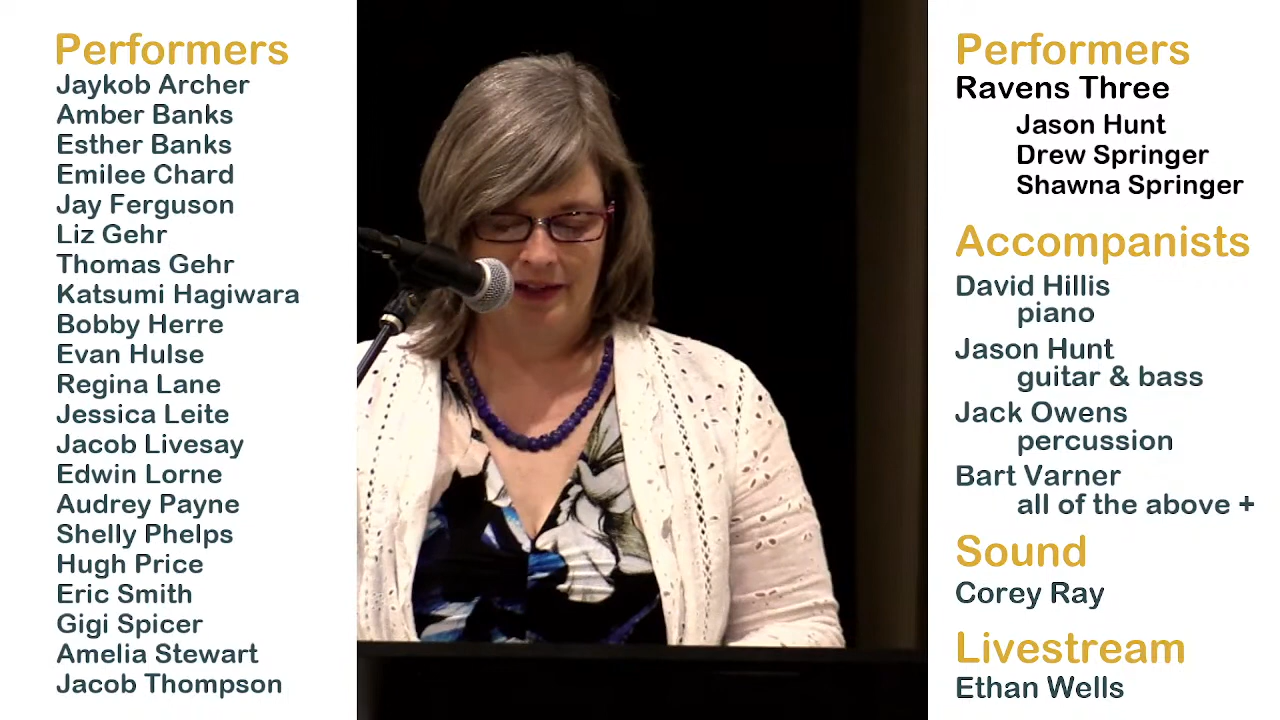 Performers
Jaykob Archer
Amber Banks
Esther Banks
Emilee Chard
Jay Ferguson
Liz Gehr
Thomas Gehr
Katsumi Hagiwara
Bobby Herre
Evan Hulse
Regina Lane
Jessica Leite
Jacob Livesay
Edwin Lorne
Audrey Payne
Shelly Phelps
Hugh Price
Eric Smith
Gigi Spicer
Amelia Stewart
Jacob Thompson
Performers
Ravens Three
Jason Hunt
Drew Springer
Shawna Springer
Accompanists
David Hillis
piano
Jason Hunt
guitar & bass
Jack Owens
percussion
Bart Varner
all of the above +
Sound
Corey Ray
Livestream
Ethan Wells